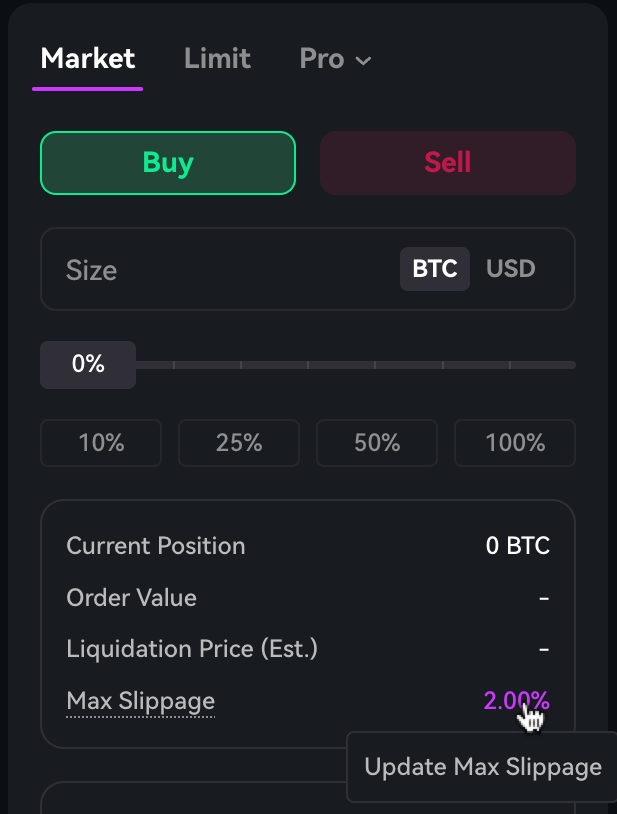 Market Limit Pro
Buy Sell
Size BTC USD
0%
10% 25% 50% 100%
Current Position 0 BTC
Order Value -
Liquidation Price (Est.) -
Max Slippage 2.00%
Update Max Slippage